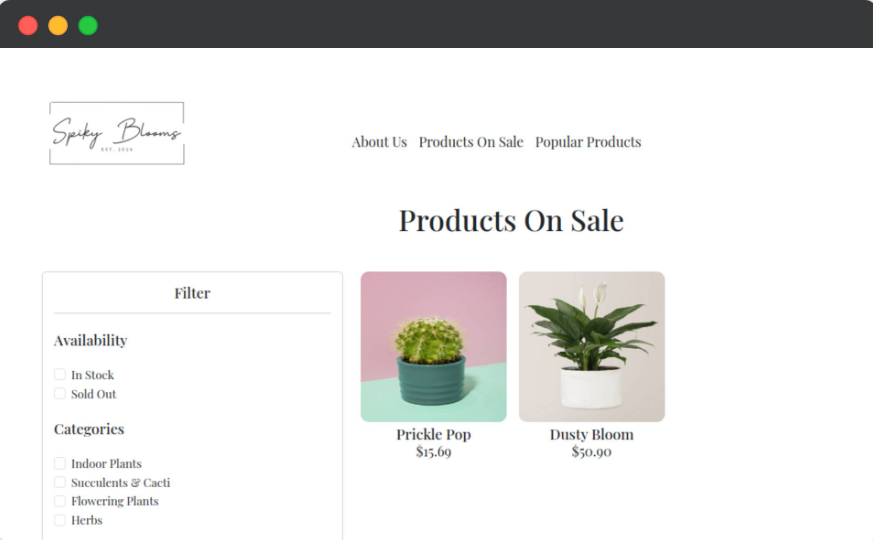 Spiky Blooms
EST. 2024
About Us Products On Sale Popular Products
Products On Sale
Filter
Availability
In Stock
Sold Out
Categories
Indoor Plants
Succulents & Cacti
Flowering Plants
Herbs
Prickle Pop
$15.69
Dusty Bloom
$50.90